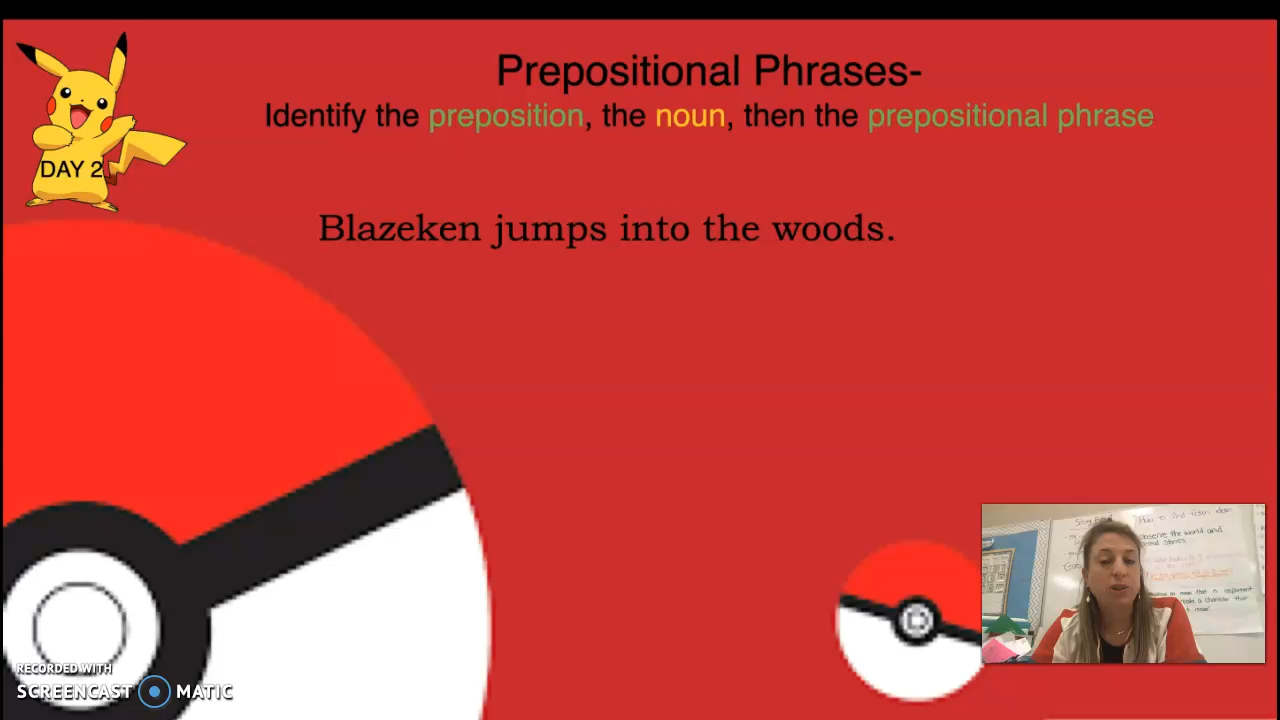 Prepositional Phrases-
Identify the preposition, the noun, then the prepositional phrase
DAY 2
Blazeken jumps into the woods.
RECORDED WITH
SCREENCAST MATIC